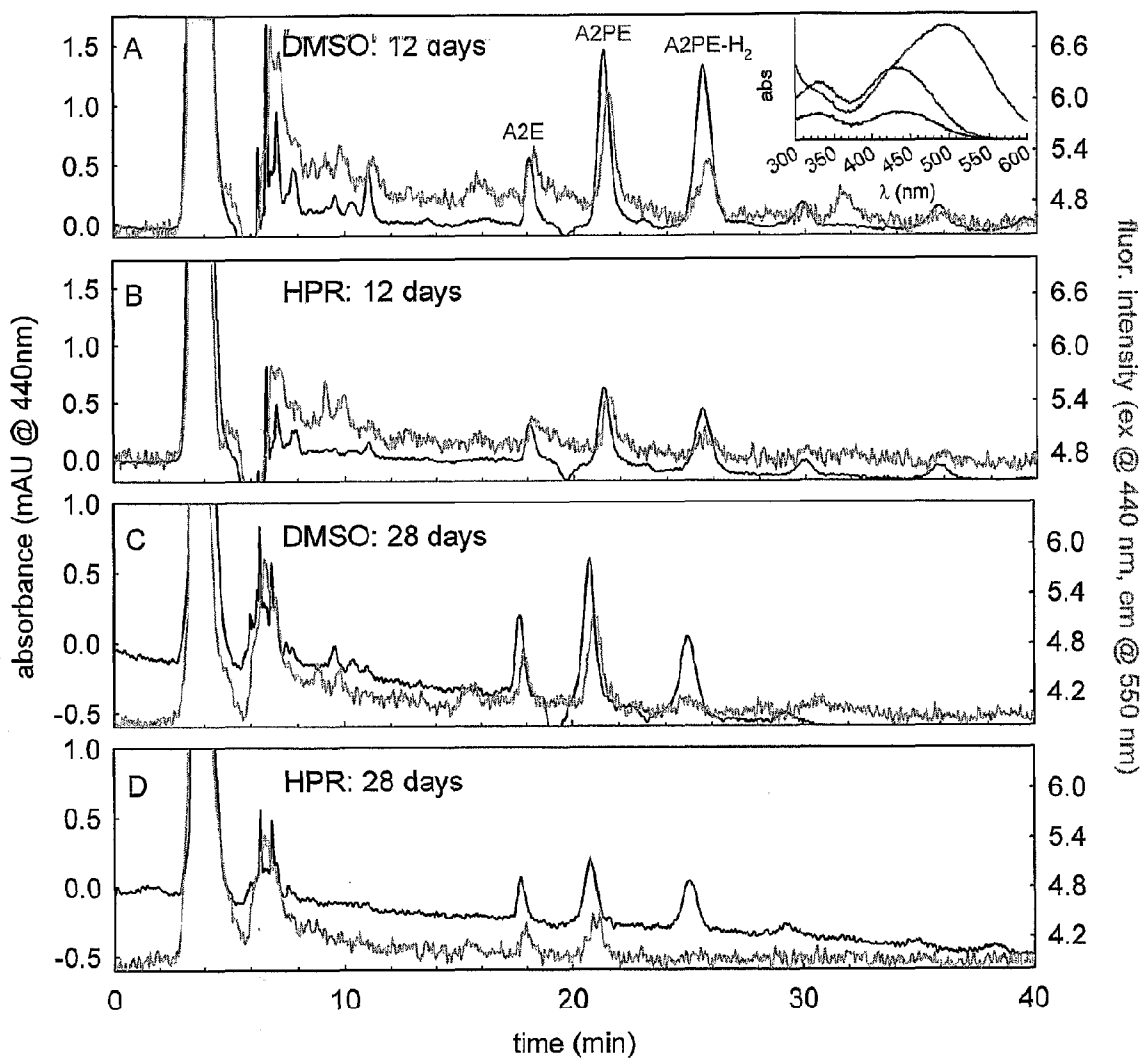 A
DMSO: 12 days
A2E
A2PE
A2PE-H₂
1.5
1.0
0.5
0.0
6.6
6.0
5.4
4.8
abs
300 350 400 450 500 550 600
λ (nm)
B
HPR: 12 days
1.5
1.0
0.5
0.0
6.6
6.0
5.4
4.8
C
DMSO: 28 days
1.0
0.5
0.0
-0.5
6.0
5.4
4.8
4.2
D
HPR: 28 days
1.0
0.5
0.0
-0.5
6.0
5.4
4.8
4.2
0 10 20 30 40
time (min)
absorbance (mAU @ 440nm)
fluor. intensity (ex @ 440 nm, em @ 550 nm)